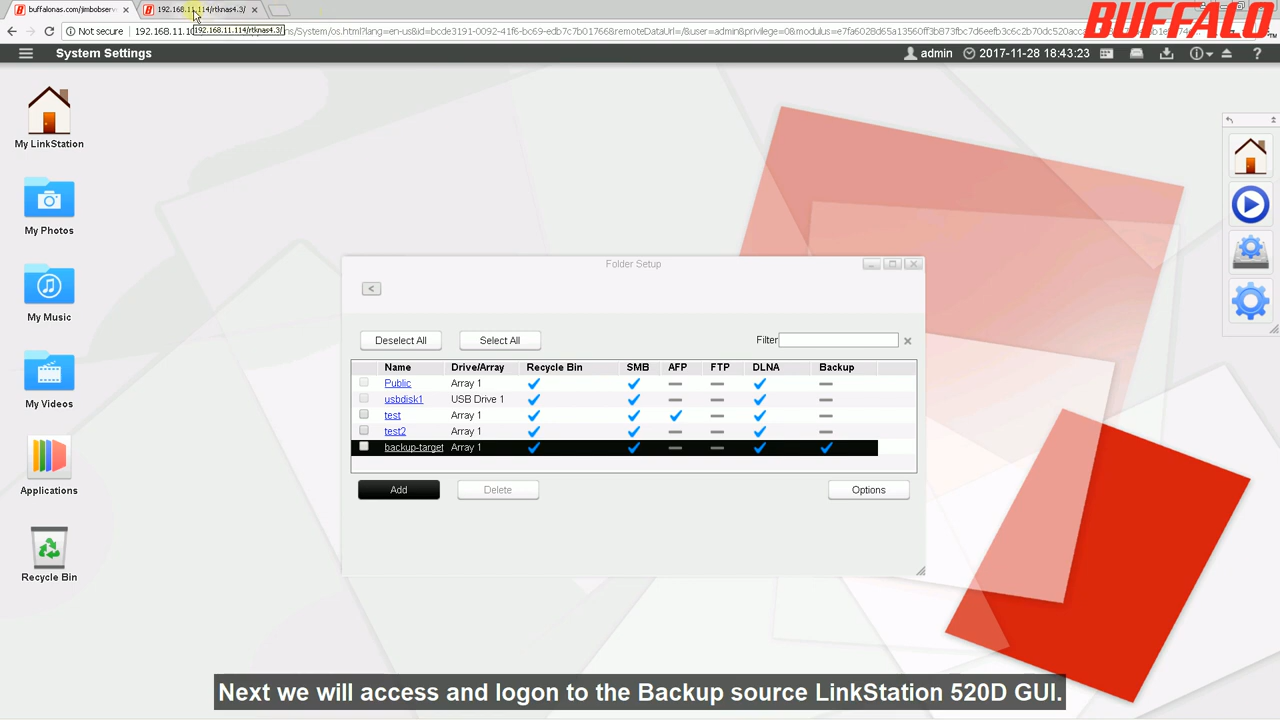 buffalonas.com/jimbobserv
192.168.11.114/rtknas4.3/
BUFFALO
Not secure
192.168.11.114/rtknas4.3/
System Settings
admin
2017-11-28 18:43:23
?
My LinkStation
My Photos
My Music
My Videos
Applications
Recycle Bin
Folder Setup
<
Deselect All
Select All
Filter
Name Drive/Array Recycle Bin SMB AFP FTP DLNA Backup
Public Array 1
usbdisk1 USB Drive 1
test Array 1
test2 Array 1
backup-target Array 1
Add
Delete
Options
Next we will access and logon to the Backup source LinkStation 520D GUI.